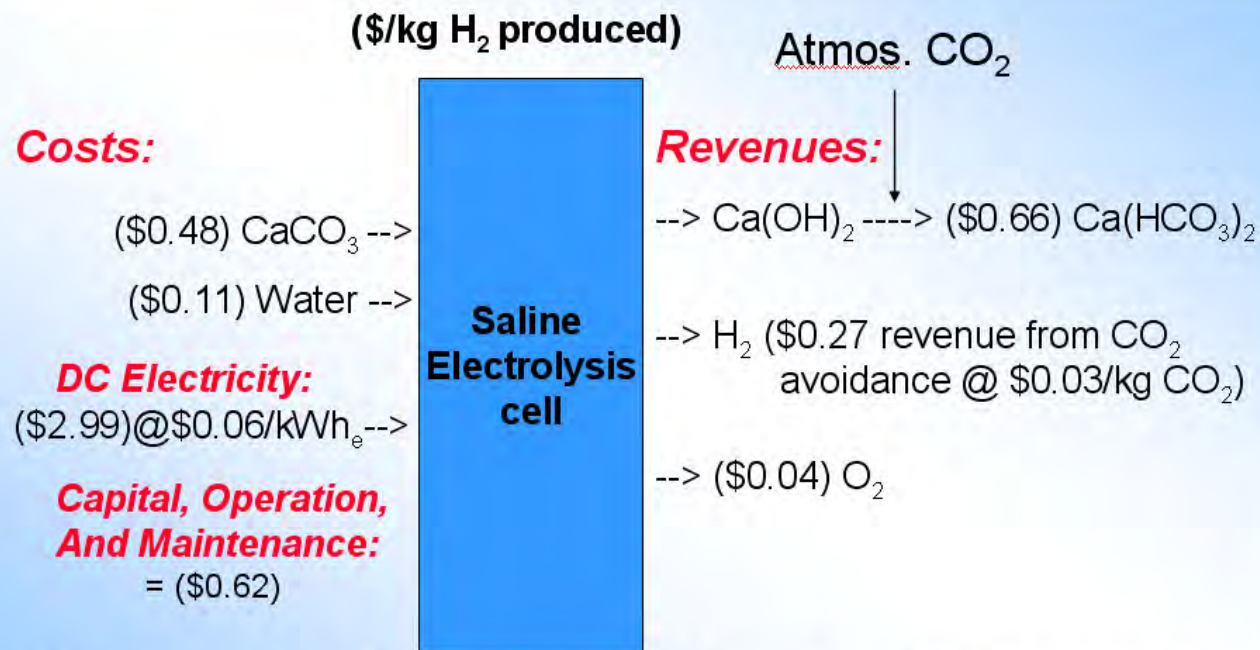 ($/kg H₂ produced)
Atmos. CO₂
Costs:
($0.48) CaCO₃ -->
($0.11) Water -->
DC Electricity:
($2.99)@$0.06/kWhₑ-->
Capital, Operation,
And Maintenance:
= ($0.62)
Saline
Electrolysis
cell
Revenues:
--> Ca(OH)₂ ----> ($0.66) Ca(HCO₃)₂
--> H₂ ($0.27 revenue from CO₂
avoidance @ $0.03/kg CO₂)
--> ($0.04) O₂